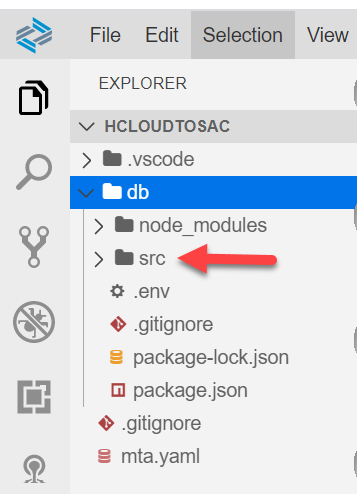 File Edit Selection View
EXPLORER
HCLOUDTOSAC
.vscode
db
node_modules
src
.env
.gitignore
package-lock.json
package.json
.gitignore
mta.yaml